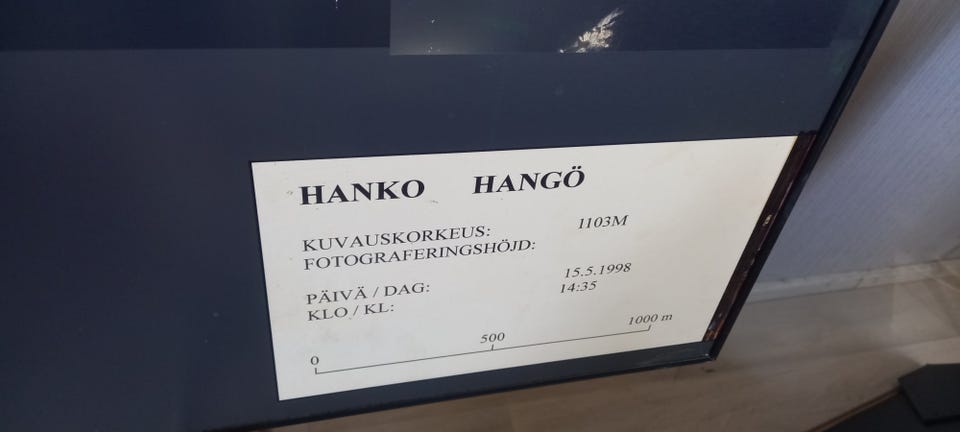 HANKO HANGÖ
KUVAUSKORKEUS: 1103M
FOTOGRAFERINGSHÖJD:
PÄIVÄ / DAG: 15.5.1998
KLO / KL: 14:35
0 500 1000 m